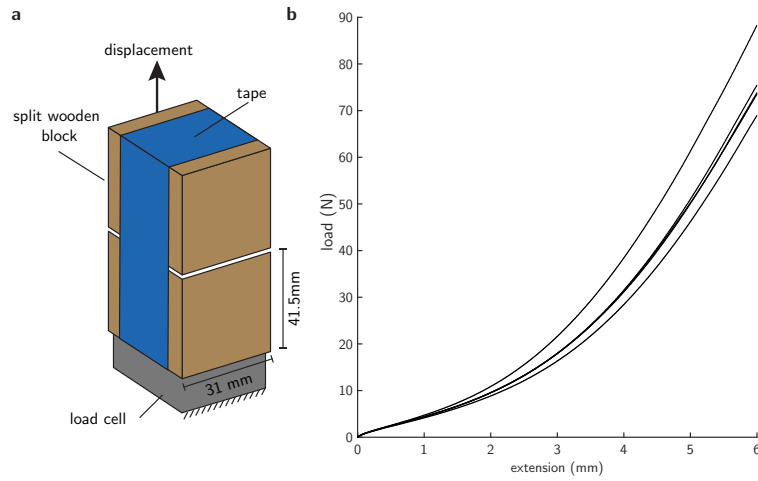 a
displacement
tape
split wooden
block
41.5mm
31 mm
load cell
b
90
80
70
60
50
40
30
20
10
0
load (N)
0 1 2 3 4 5 6
extension (mm)